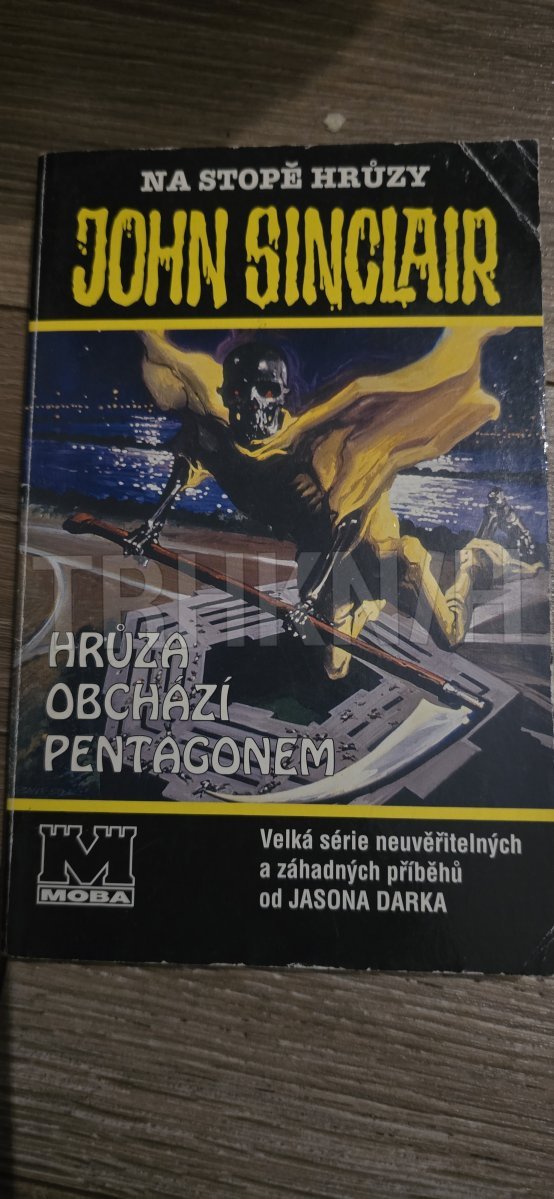 NA STOPĚ HRŮZY
JOHN SINCLAIR
HRŮZA
OBCHÁZÍ
PENTAGONEM
MOBA
Velká série neuvěřitelných
a záhadných příběhů
od JASONA DARKA